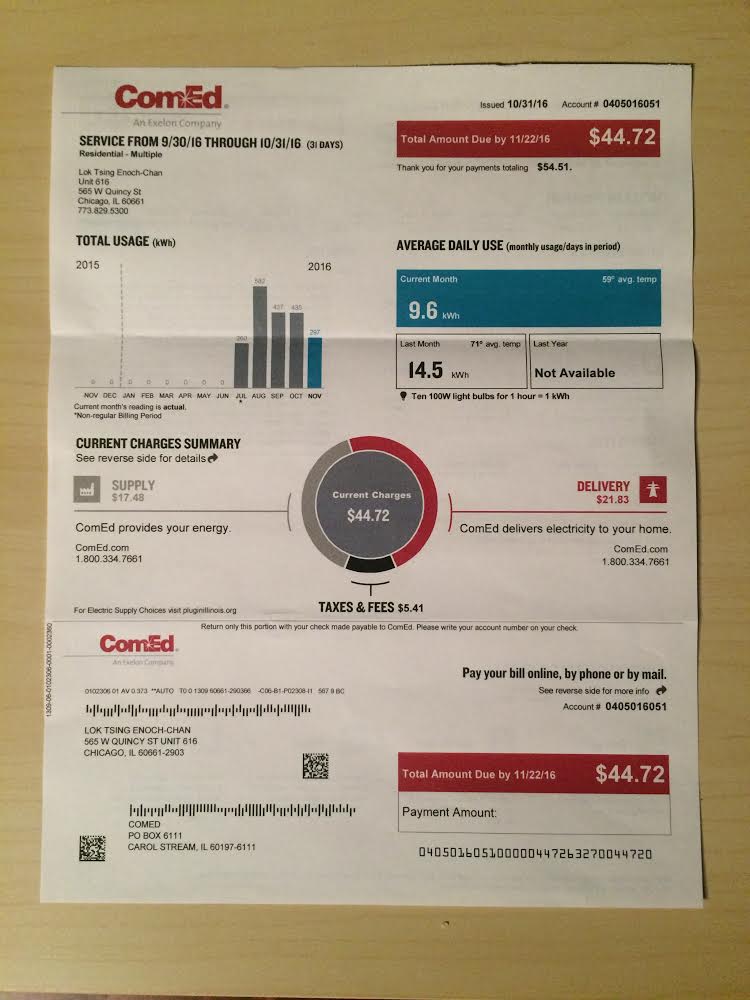 ComEd®
An Exelon Company
Issued 10/31/16 Account # 0405016051
SERVICE FROM 9/30/16 THROUGH 10/31/16 (31 DAYS)
Residential - Multiple
Total Amount Due by 11/22/16 $44.72
Thank you for your payments totaling $54.51.
Lok Tsing Enoch-Chan
Unit 616
565 W Quincy St
Chicago, IL 60661
773.829.5300
TOTAL USAGE (kWh)
2015 2016
0 0 0 0 0 0 0 0 260 582 437 435 297
NOV DEC JAN FEB MAR APR MAY JUN JUL AUG SEP OCT NOV
*
Current month's reading is actual.
*Non-regular Billing Period
AVERAGE DAILY USE (monthly usage/days in period)
Current Month 59° avg. temp
9.6 kWh
Last Month 71° avg. temp
14.5 kWh
Last Year
Not Available
Ten 100W light bulbs for 1 hour = 1 kWh
CURRENT CHARGES SUMMARY
See reverse side for details
SUPPLY
$17.48
ComEd provides your energy.
ComEd.com
1.800.334.7661
Current Charges
$44.72
DELIVERY
$21.83
ComEd delivers electricity to your home.
ComEd.com
1.800.334.7661
TAXES & FEES $5.41
For Electric Supply Choices visit pluginillinois.org
Return only this portion with your check made payable to ComEd. Please write your account number on your check.
1309-06-0102306-0001-0002360
ComEd.
An Exelon Company
Pay your bill online, by phone or by mail.
See reverse side for more info
Account # 0405016051
0102306 01 AV 0.373 **AUTO T0 0 1309 60661-290366 -C06-B1-P02308-I1 567 9 BC
LOK TSING ENOCH-CHAN
565 W QUINCY ST UNIT 616
CHICAGO, IL 60661-2903
Total Amount Due by 11/22/16 $44.72
Payment Amount:
COMED
PO BOX 6111
CAROL STREAM, IL 60197-6111
040501605100000447263270044720